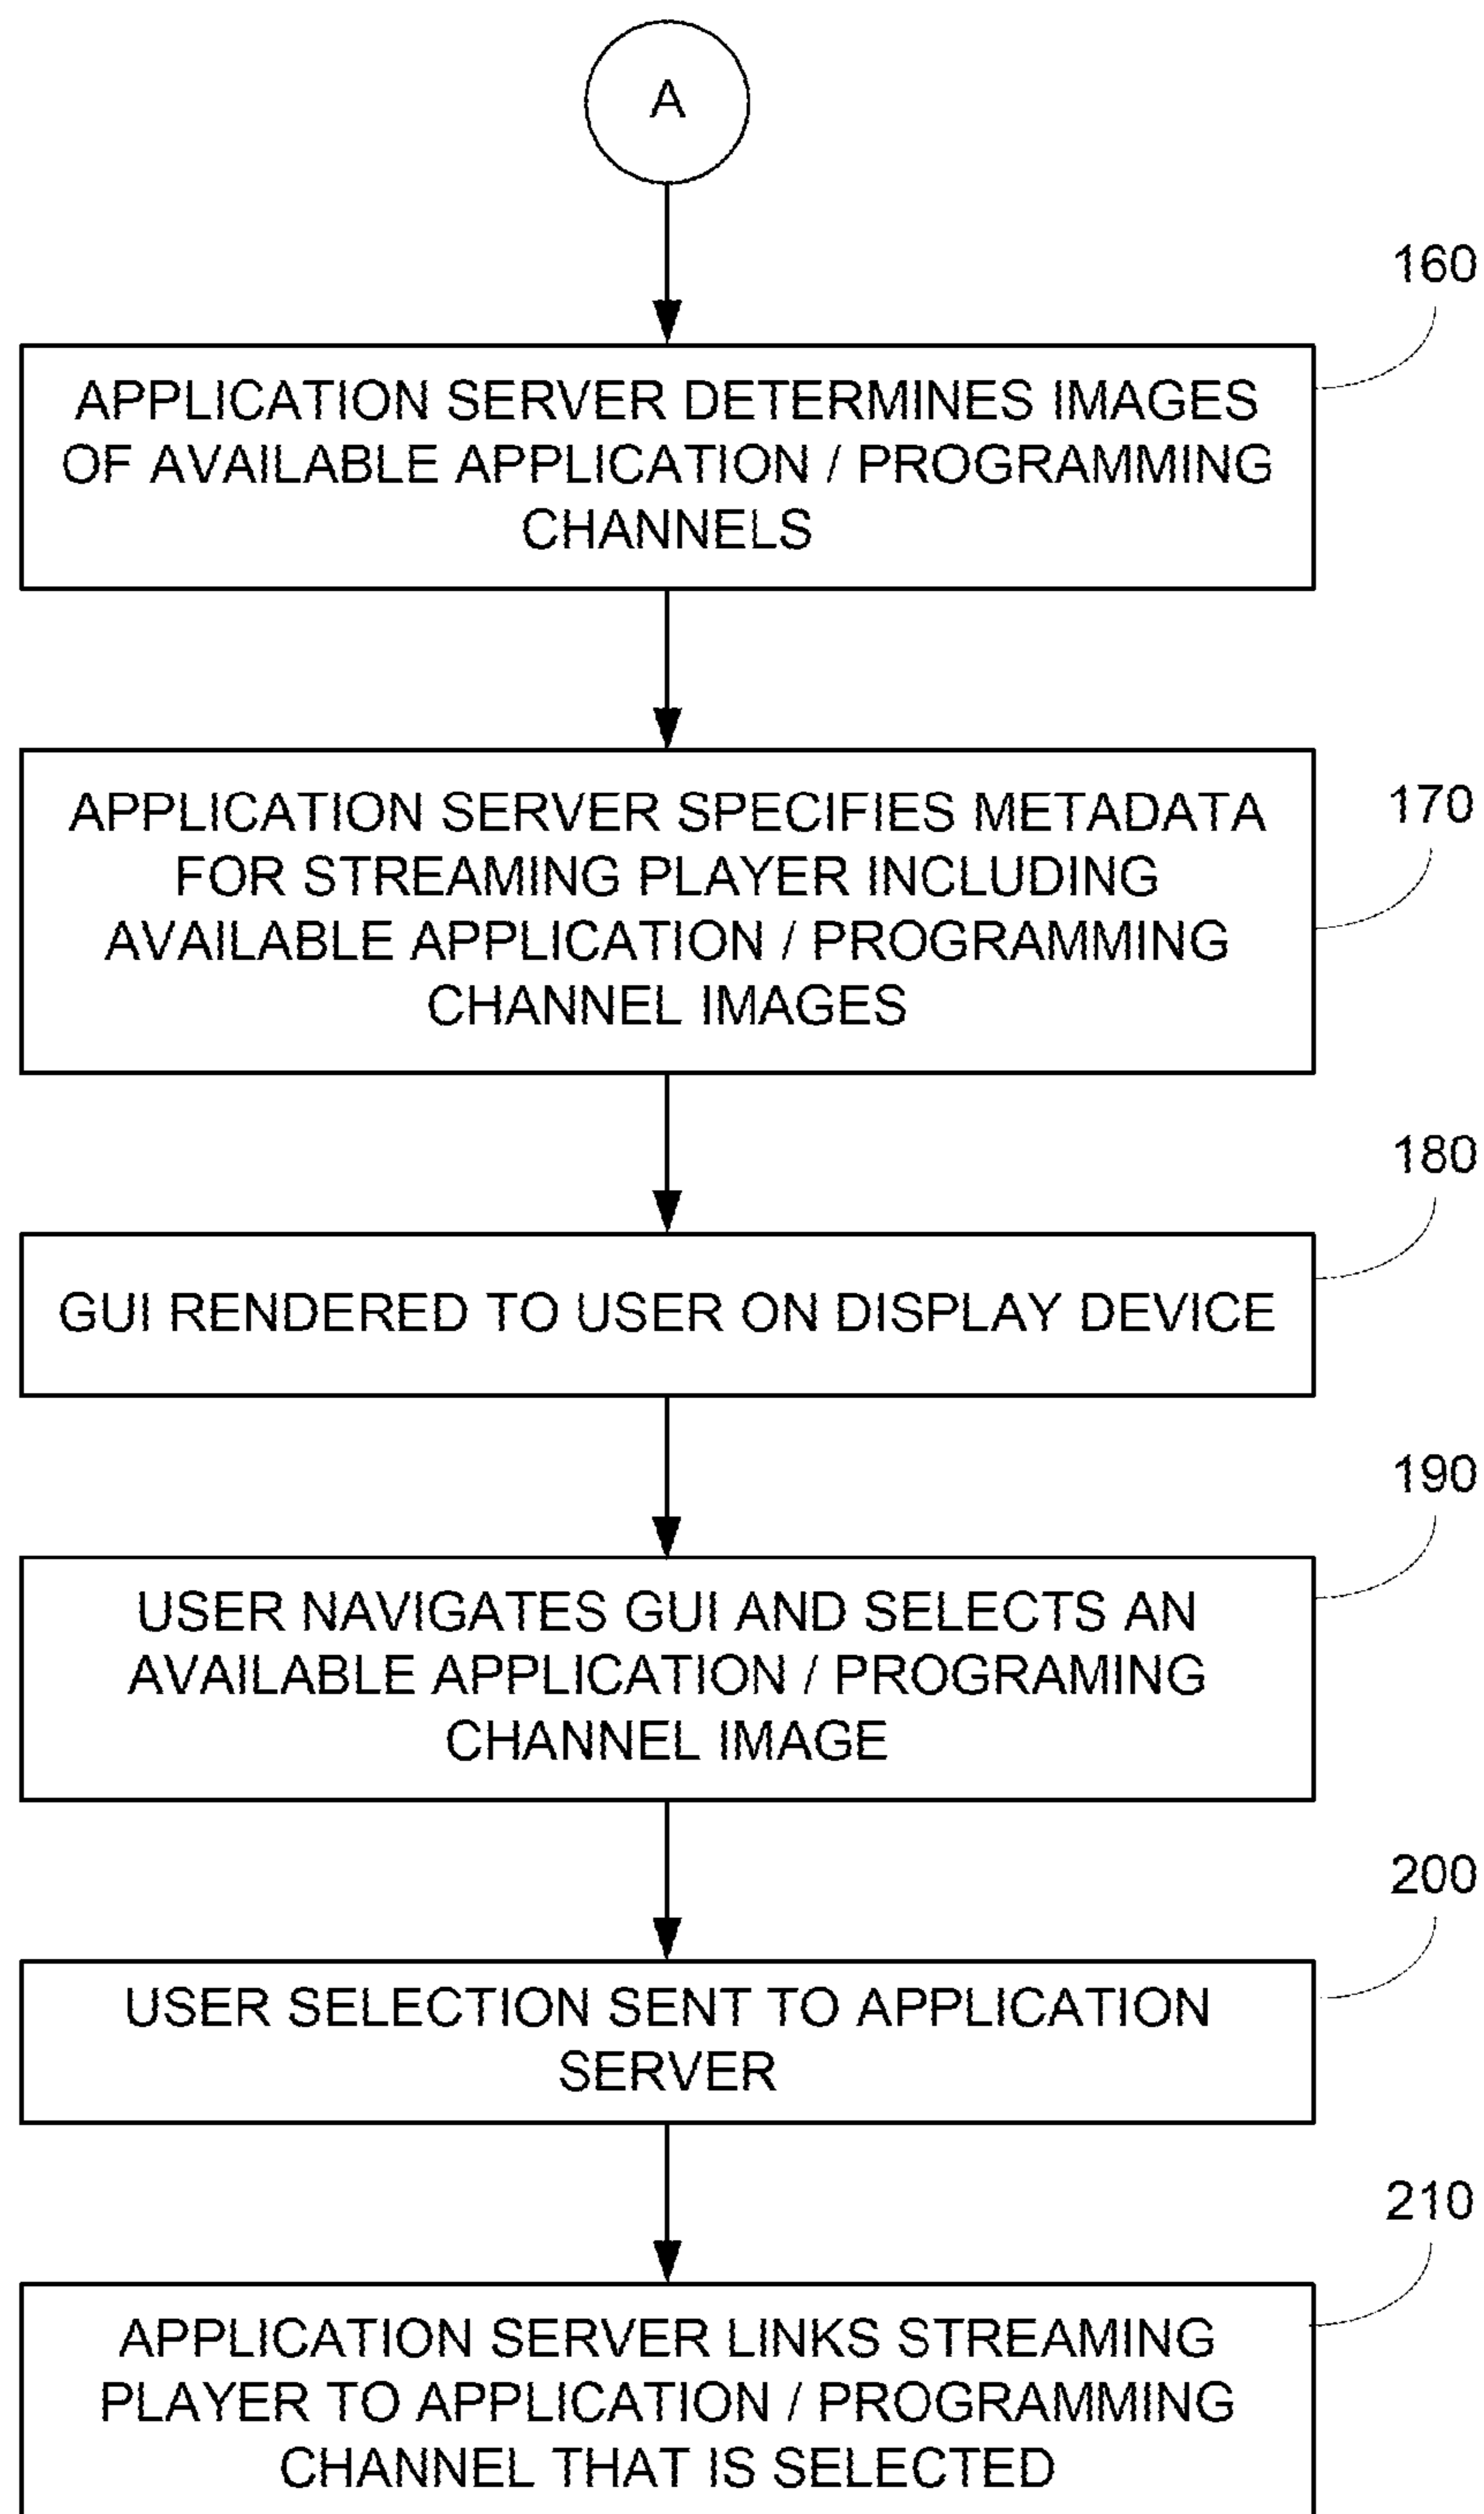 A
160
APPLICATION SERVER DETERMINES IMAGES
OF AVAILABLE APPLICATION / PROGRAMMING
CHANNELS
170
APPLICATION SERVER SPECIFIES METADATA
FOR STREAMING PLAYER INCLUDING
AVAILABLE APPLICATION / PROGRAMMING
CHANNEL IMAGES
180
GUI RENDERED TO USER ON DISPLAY DEVICE
190
USER NAVIGATES GUI AND SELECTS AN
AVAILABLE APPLICATION / PROGRAMING
CHANNEL IMAGE
200
USER SELECTION SENT TO APPLICATION
SERVER
210
APPLICATION SERVER LINKS STREAMING
PLAYER TO APPLICATION / PROGRAMMING
CHANNEL THAT IS SELECTED